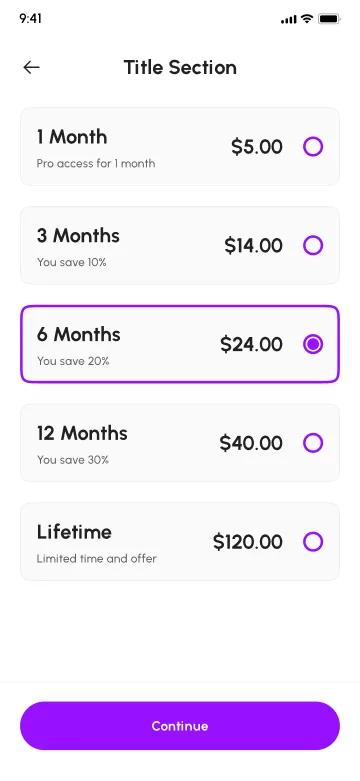 9:41
Title Section
1 Month
$5.00
Pro access for 1 month
3 Months
$14.00
You save 10%
6 Months
$24.00
You save 20%
12 Months
$40.00
You save 30%
Lifetime
$120.00
Limited time and offer
Continue